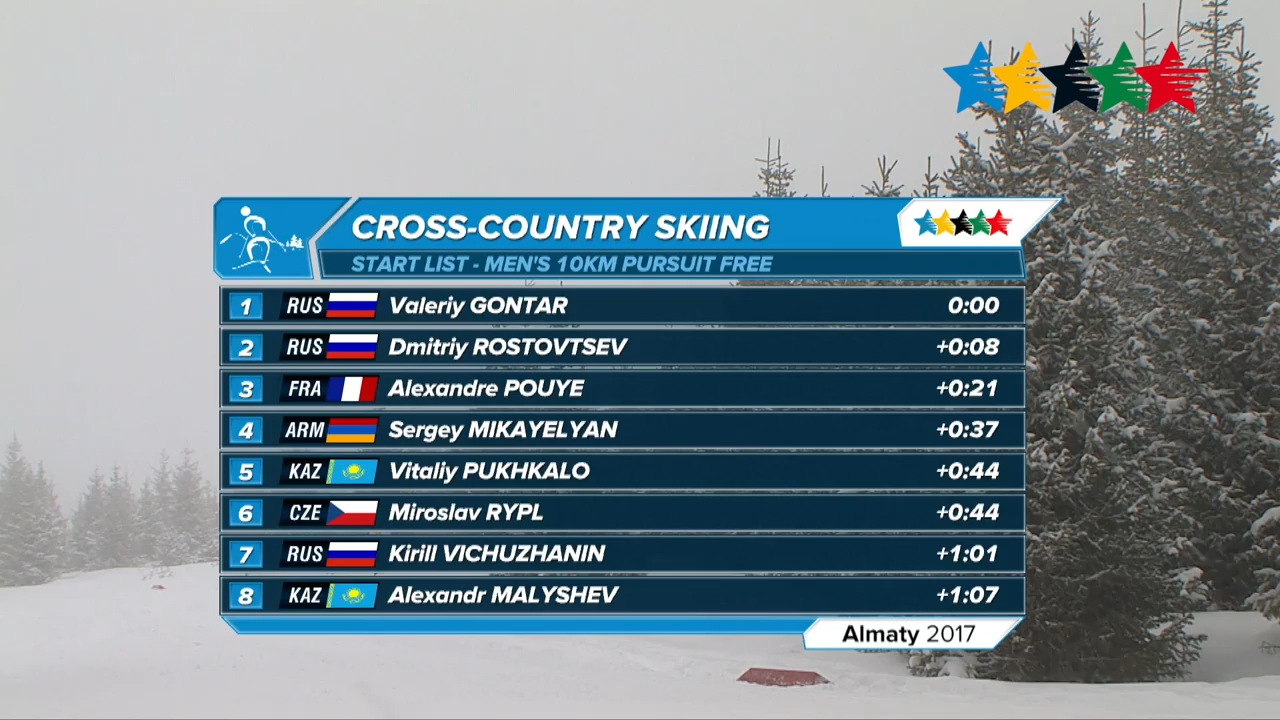 CROSS-COUNTRY SKIING
START LIST - MEN'S 10KM PURSUIT FREE
1 RUS Valeriy GONTAR 0:00
2 RUS Dmitriy ROSTOVTSEV +0:08
3 FRA Alexandre POUYE +0:21
4 ARM Sergey MIKAYELYAN +0:37
5 KAZ Vitaliy PUKHKALO +0:44
6 CZE Miroslav RYPL +0:44
7 RUS Kirill VICHUZHANIN +1:01
8 KAZ Alexandr MALYSHEV +1:07
Almaty 2017